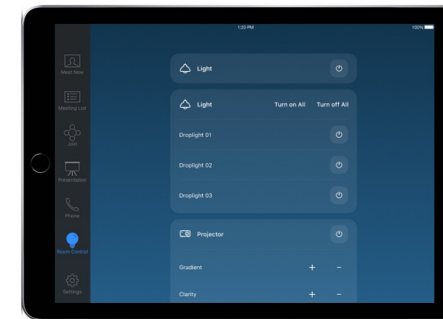 1:20 PM
100%
Meet Now
Light
Meeting List
Light Turn on All Turn off All
Join
Droplight 01
Droplight 02
Presentation
Droplight 03
Phone
Projector
Room Control
Gradient + -
Settings
Clarity + -